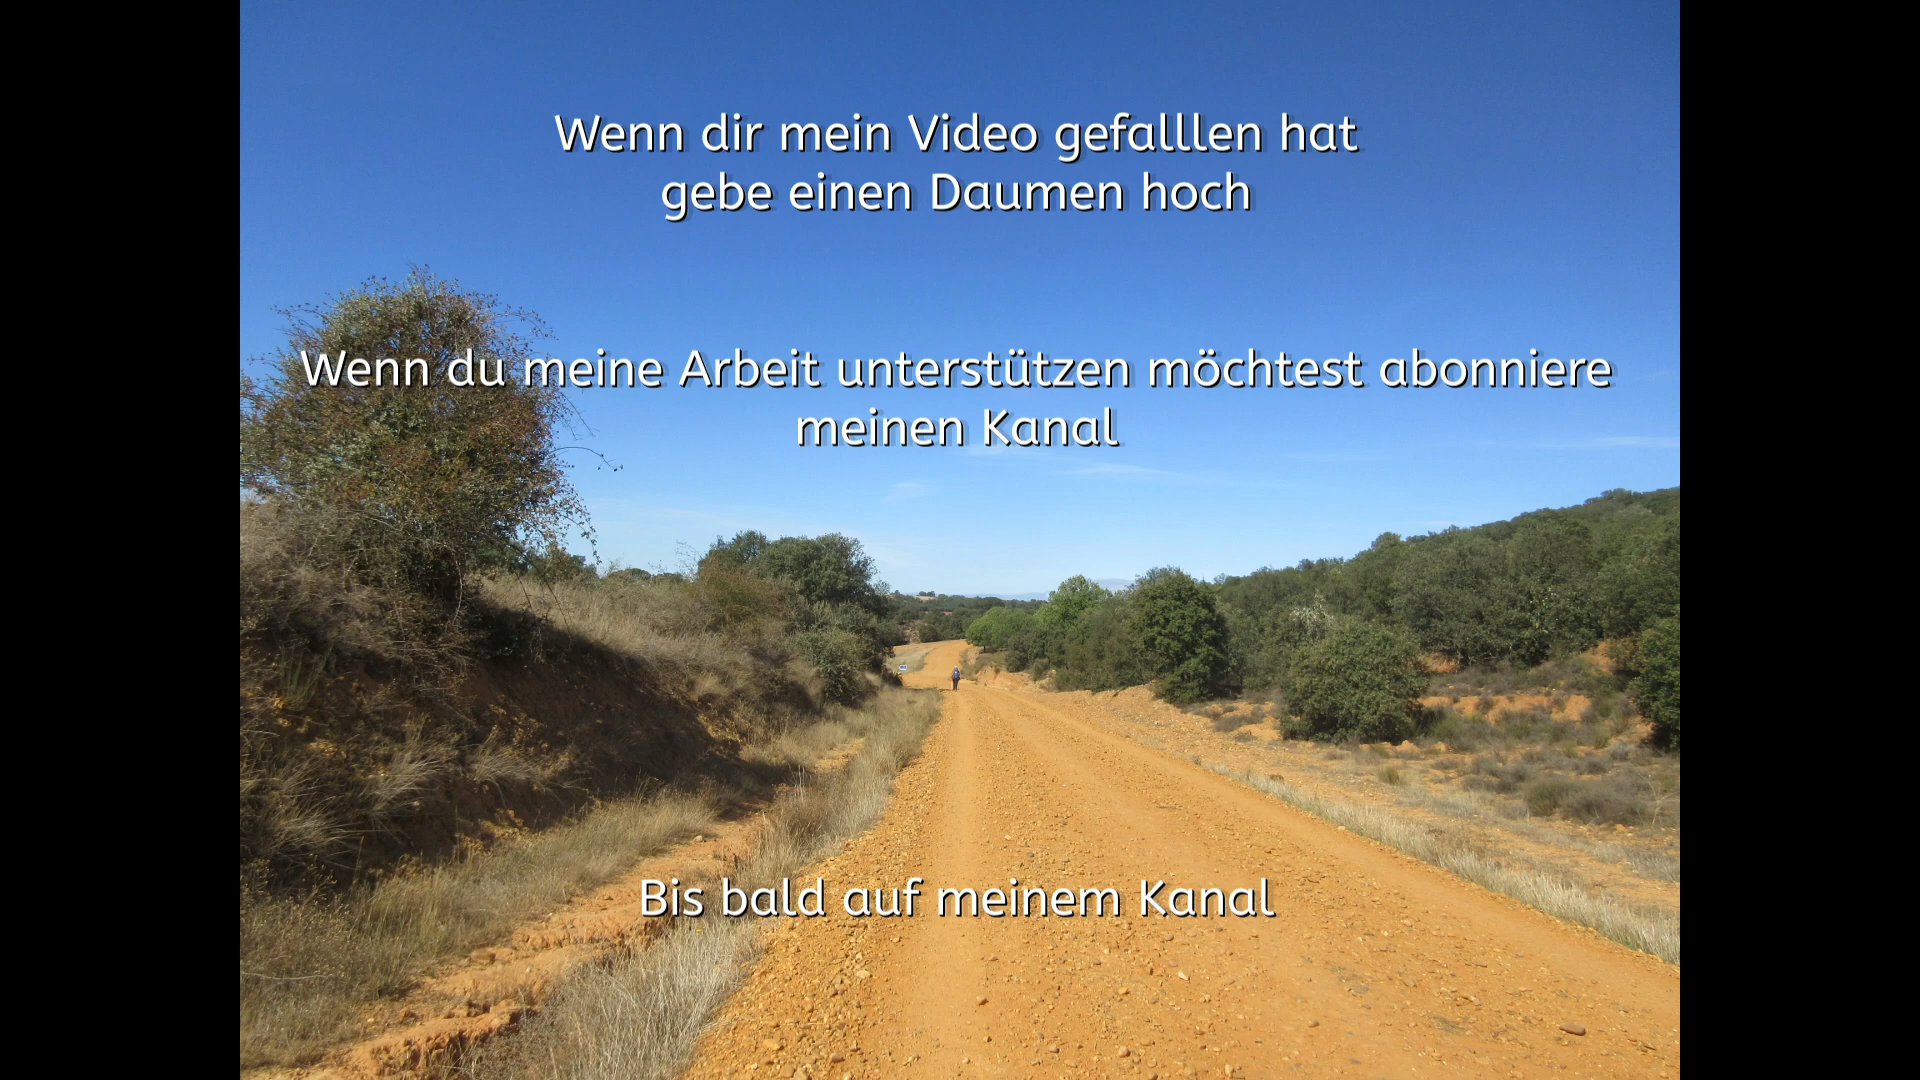 Wenn dir mein Video gefalllen hat
gebe einen Daumen hoch
Wenn du meine Arbeit unterstützen möchtest abonniere
meinen Kanal
Bis bald auf meinem Kanal